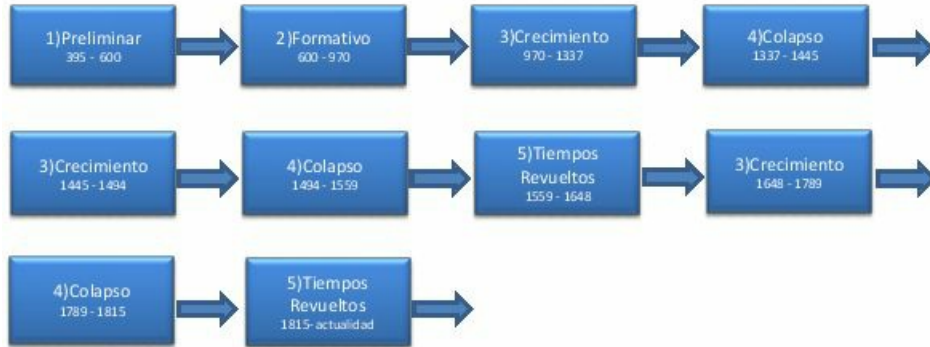 1)Preliminar
395 - 600
2)Formativo
600 - 970
3)Crecimiento
970 - 1337
4)Colapso
1337 - 1445
3)Crecimiento
1445 - 1494
4)Colapso
1494 - 1559
5)Tiempos
Revueltos
1559 - 1648
3)Crecimiento
1648 - 1789
4)Colapso
1789 - 1815
5)Tiempos
Revueltos
1815- actualidad